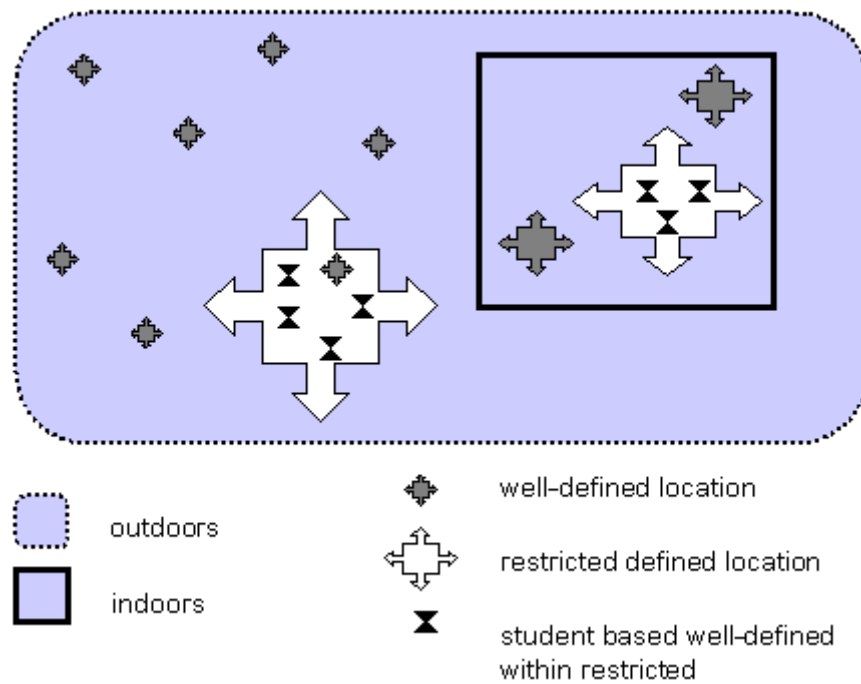 outdoors
indoors
well-defined location
restricted defined location
student based well-defined
within restricted